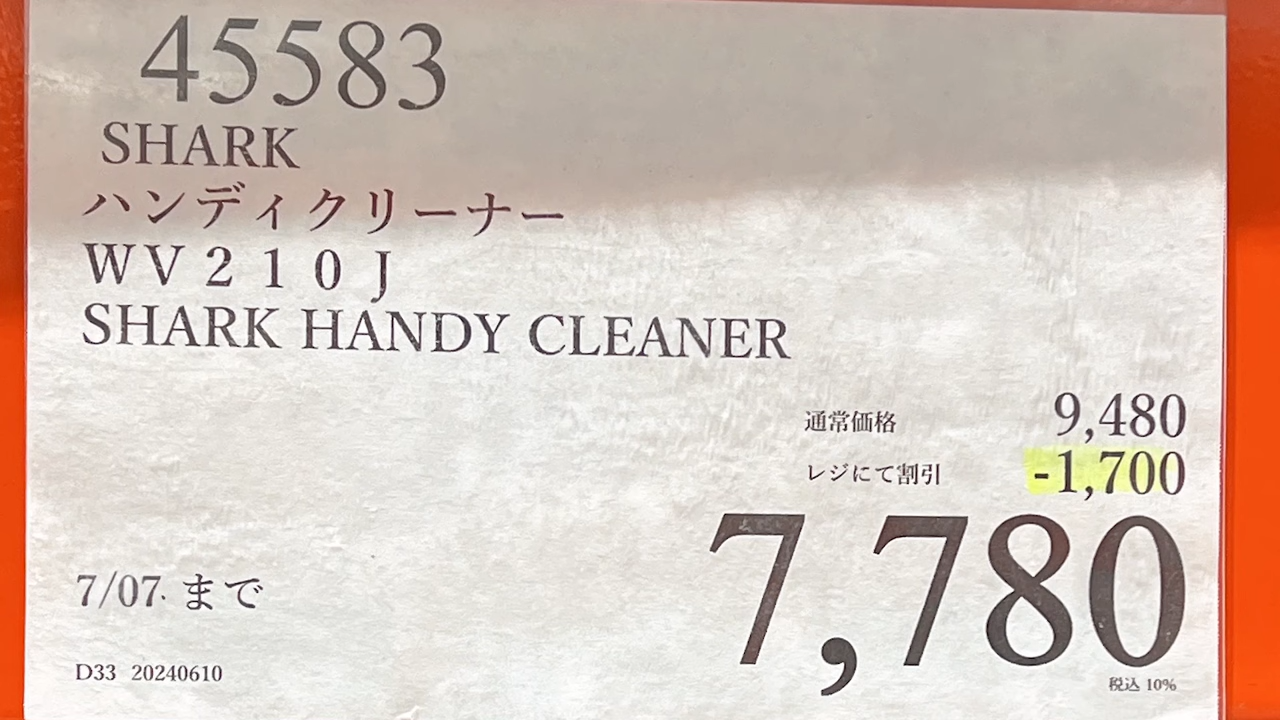 45583
SHARK
ハンディクリーナー
ＷＶ２１０Ｊ
SHARK HANDY CLEANER
通常価格 9,480
レジにて割引 -1,700
7,780
7/07 まで
D33 20240610
税込 10%